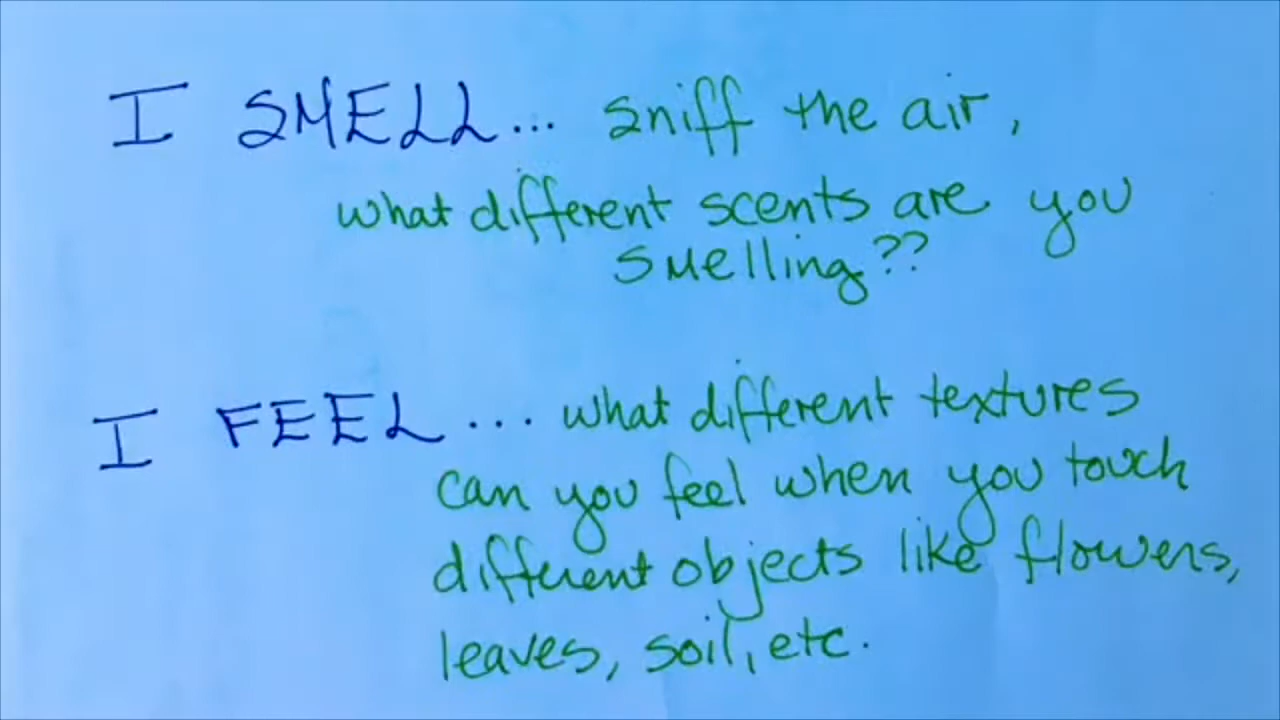 I SMELL... sniff the air,
what different scents are you
smelling??
I FEEL... what different textures
can you feel when you touch
different objects like flowers,
leaves, soil, etc.